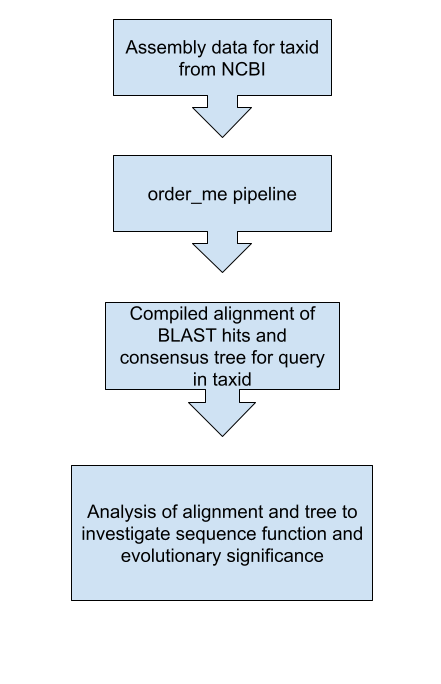 Assembly data for taxid
from NCBI
order_me pipeline
Compiled alignment of
BLAST hits and
consensus tree for query
in taxid
Analysis of alignment and tree to
investigate sequence function and
evolutionary significance